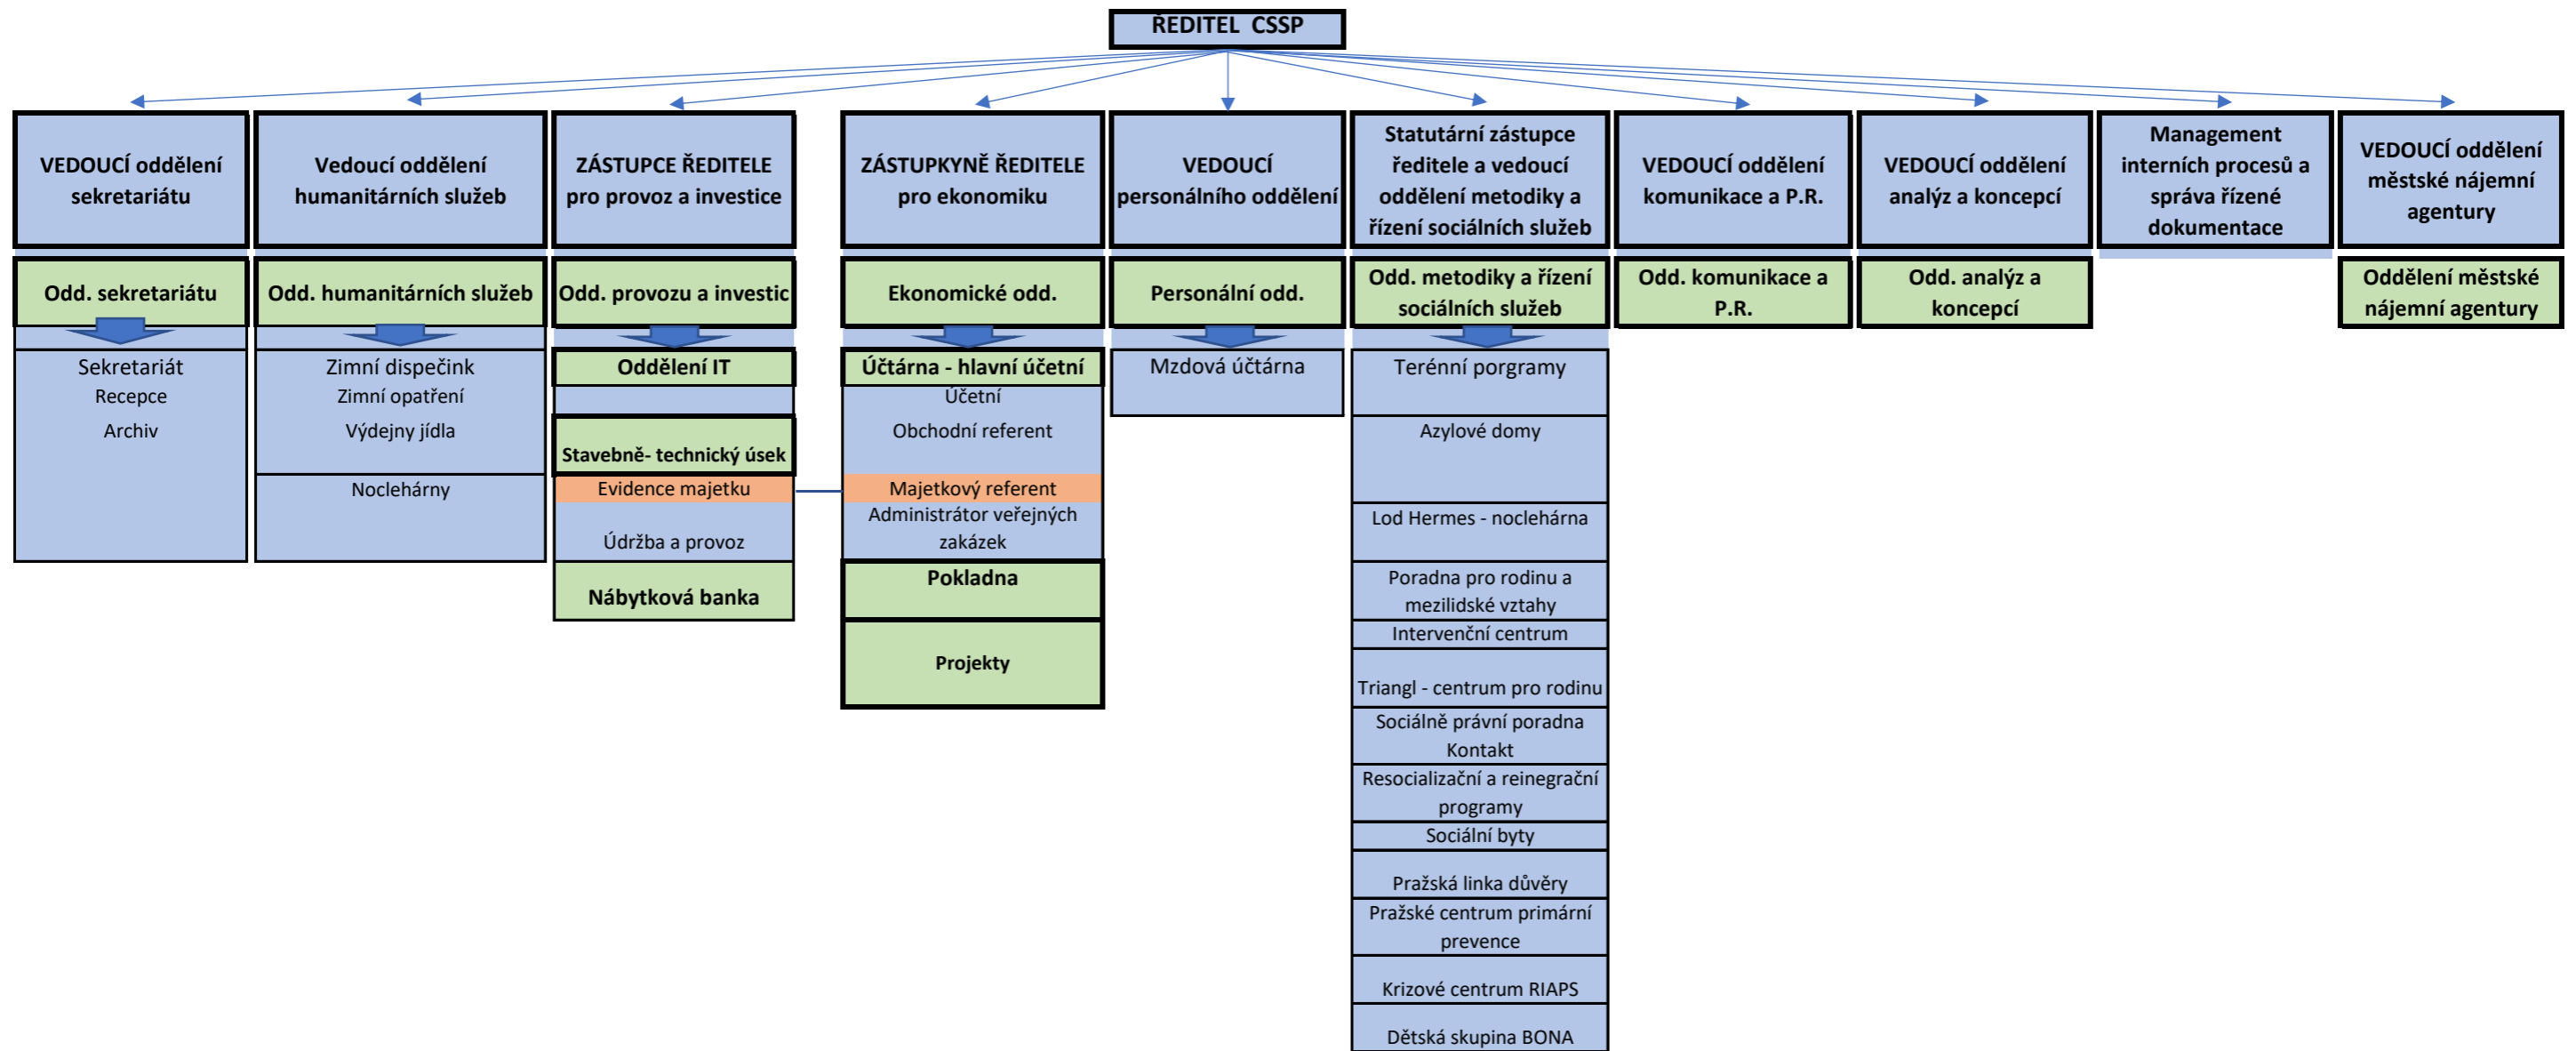 ŘEDITEL CSSP
VEDOUCÍ oddělení
sekretariátu
Vedoucí oddělení
humanitárních služeb
ZÁSTUPCE ŘEDITELE
pro provoz a investice
ZÁSTUPKYNĚ ŘEDITELE
pro ekonomiku
VEDOUCÍ
personálního oddělení
Statutární zástupce
ředitele a vedoucí
oddělení metodiky a
řízení sociálních služeb
VEDOUCÍ oddělení
komunikace a P.R.
VEDOUCÍ oddělení
analýz a koncepcí
Management
interních procesů a
správa řízené
dokumentace
VEDOUCÍ oddělení
městské nájemní
agentury
Odd. sekretariátu
Odd. humanitárních služeb
Odd. provozu a investic
Ekonomické odd.
Personální odd.
Odd. metodiky a řízení
sociálních služeb
Odd. komunikace a
P.R.
Odd. analýz a
koncepcí
Oddělení městské
nájemní agentury
Sekretariát
Recepce
Archiv
Zimní dispečink
Zimní opatření
Výdejny jídla
Noclehárny
Oddělení IT
Stavebně- technický úsek
Evidence majetku
Údržba a provoz
Nábytková banka
Účtárna - hlavní účetní
Účetní
Obchodní referent
Majetkový referent
Administrátor veřejných
zakázek
Pokladna
Projekty
Mzdová účtárna
Terénní porgramy
Azylové domy
Lod Hermes - noclehárna
Poradna pro rodinu a
mezilidské vztahy
Intervenční centrum
Triangl - centrum pro rodinu
Sociálně právní poradna
Kontakt
Resocializační a reinegrační
programy
Sociální byty
Pražská linka důvěry
Pražské centrum primární
prevence
Krizové centrum RIAPS
Dětská skupina BONA